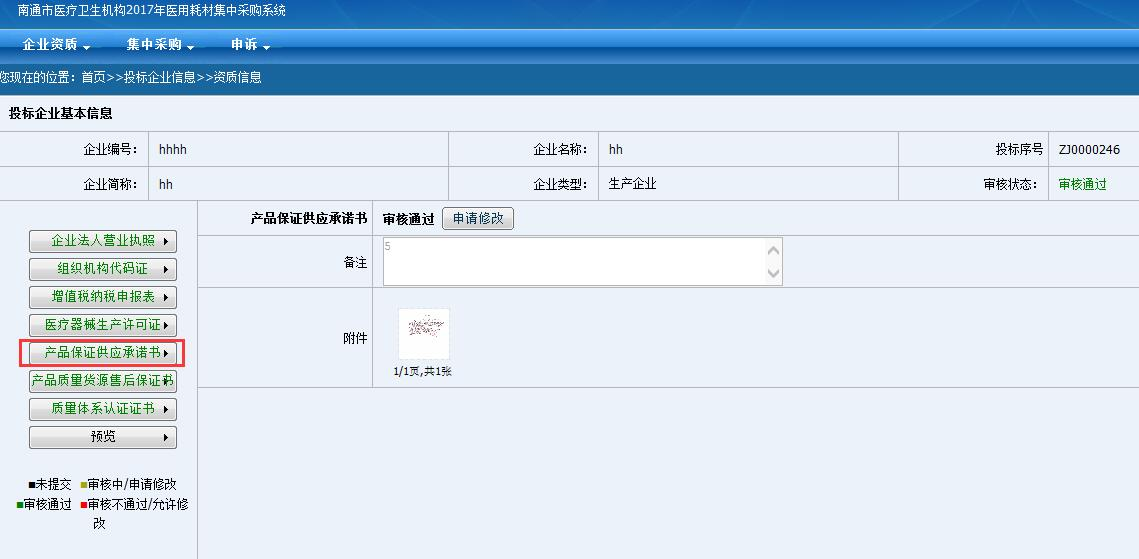 南通市医疗卫生机构2017年医用耗材集中采购系统
企业资质 集中采购 申诉
您现在的位置：首页>>投标企业信息>>资质信息
投标企业基本信息
企业编号： hhhh 企业名称： hh 投标序号 ZJ0000246
企业简称： hh 企业类型： 生产企业 审核状态： 审核通过
产品保证供应承诺书 审核通过 申请修改
备注 5
附件
1/1页,共1张
企业法人营业执照
组织机构代码证
增值税纳税申报表
医疗器械生产许可证
产品保证供应承诺书
产品质量货源售后保证书
质量体系认证证书
预览
■未提交 ■审核中/申请修改
■审核通过 ■审核不通过/允许修
改